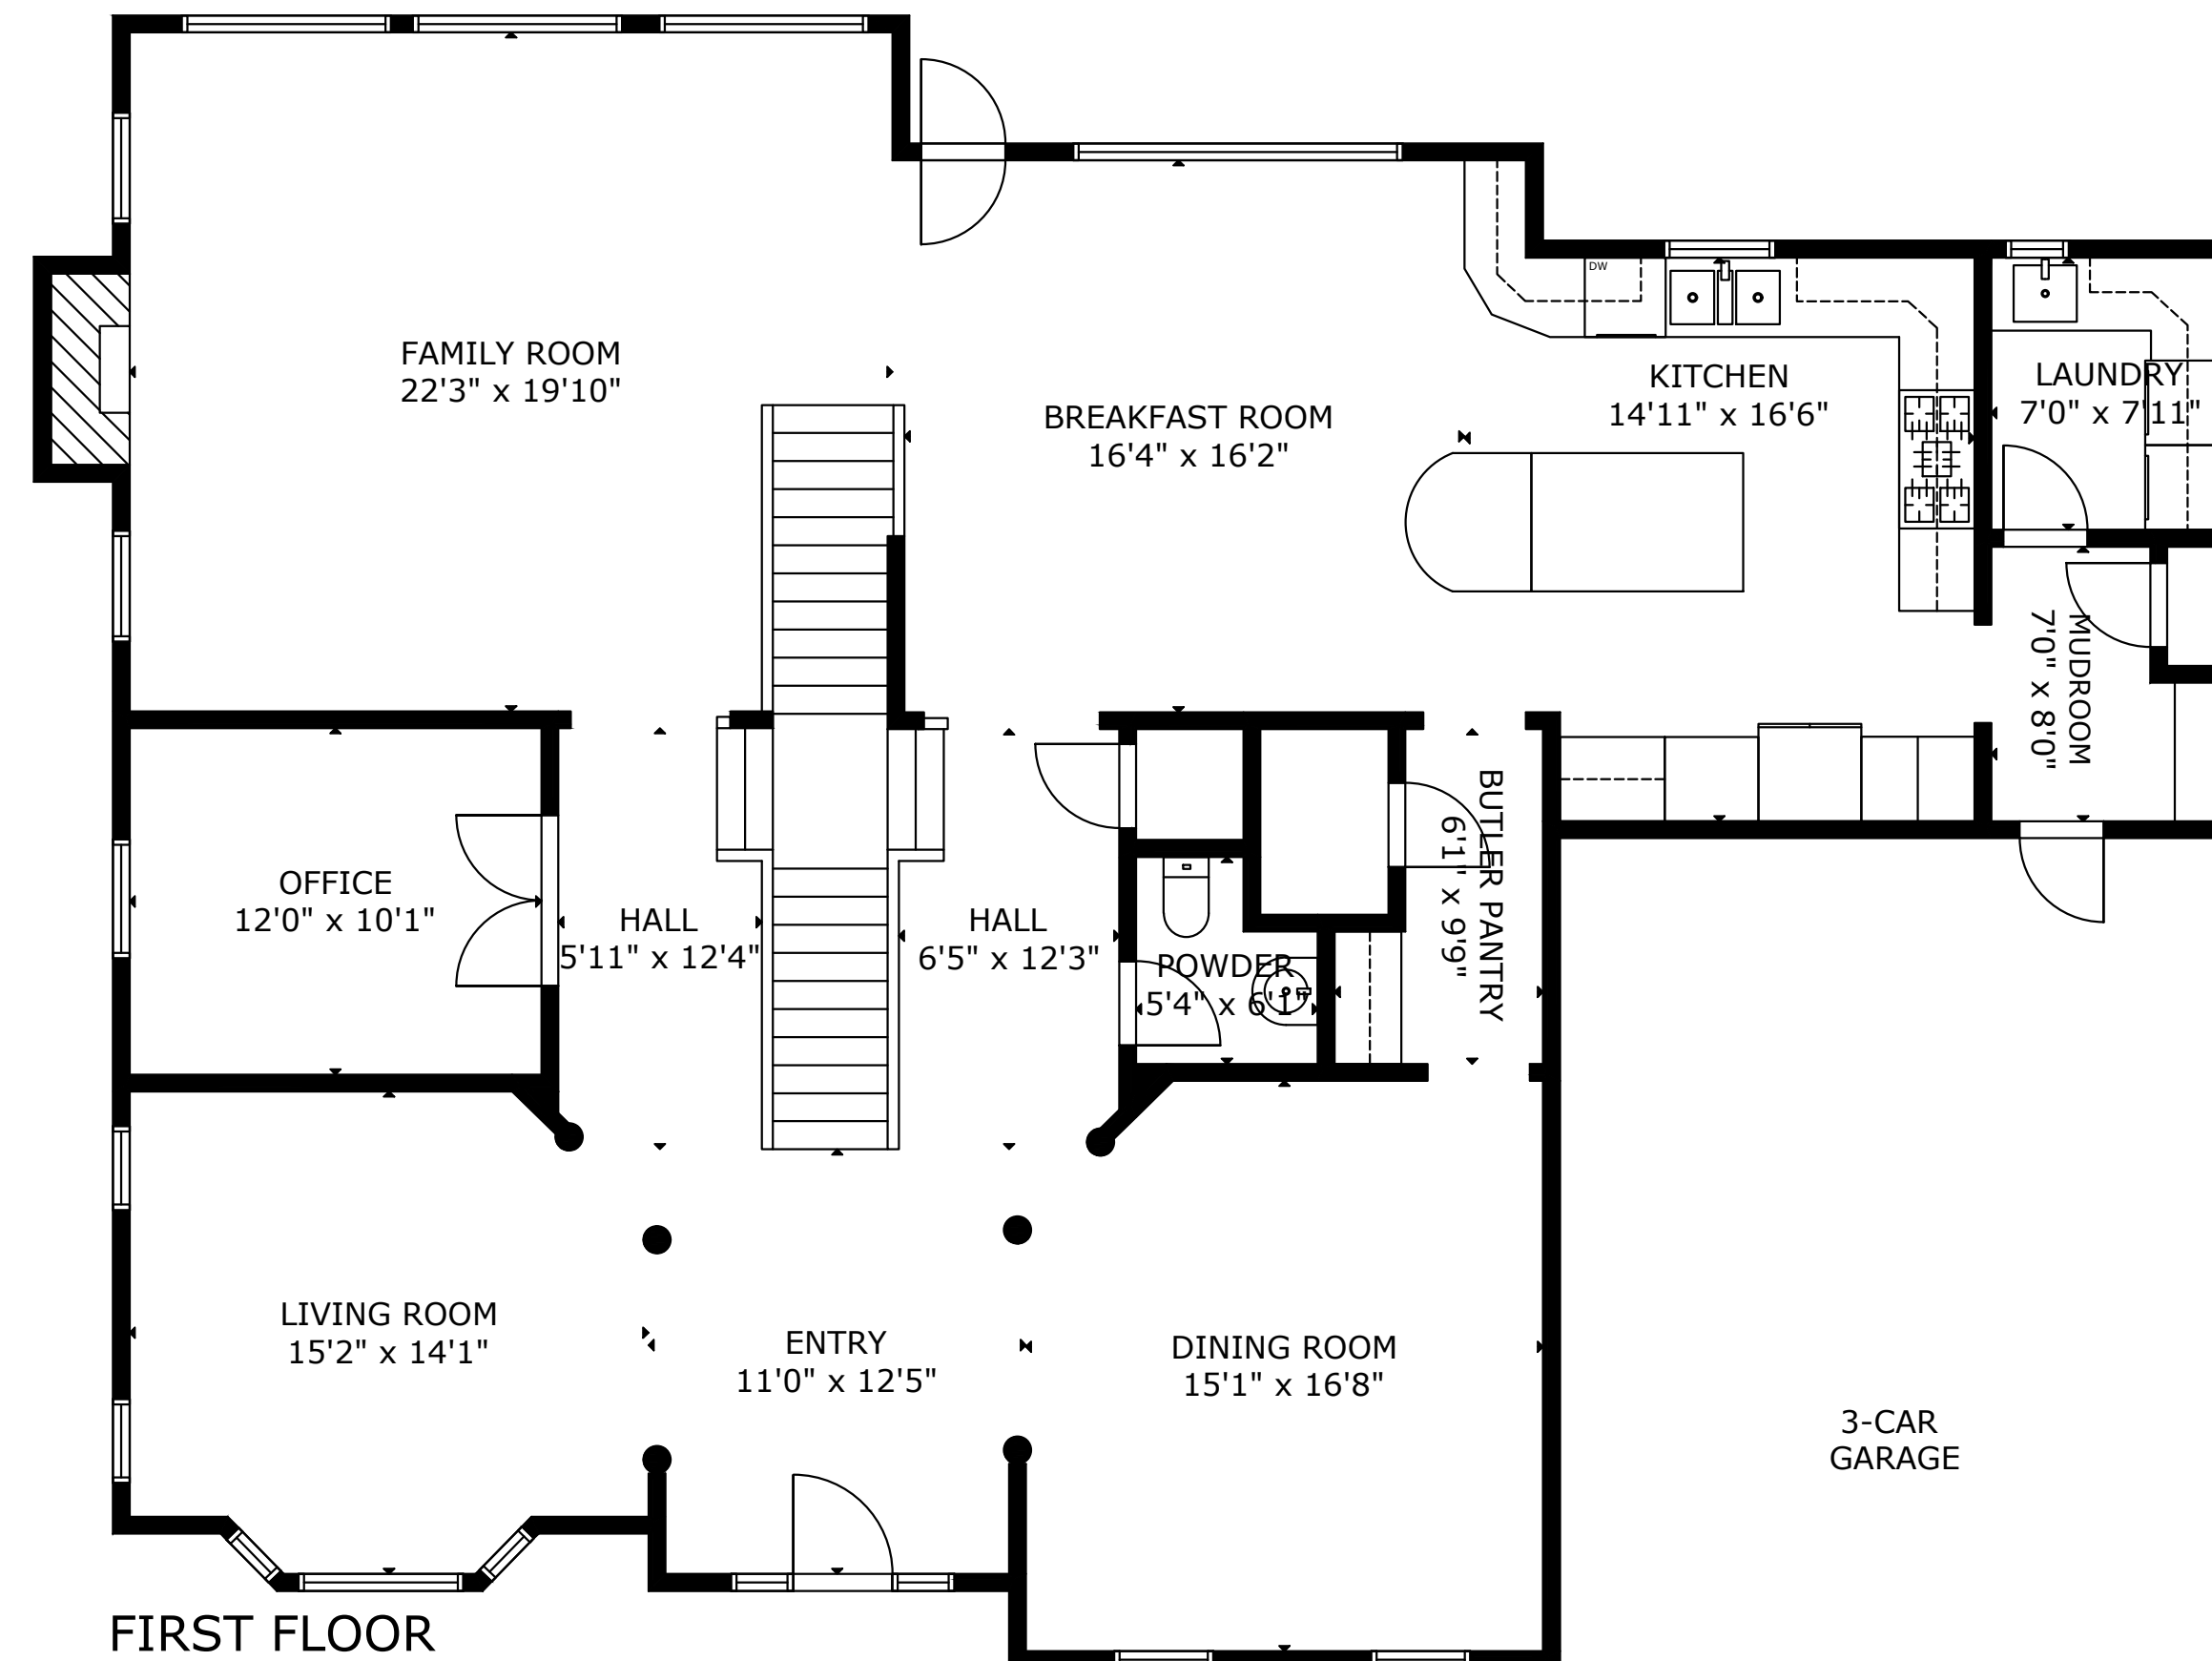 DW
FAMILY ROOM
22'3" x 19'10"
BREAKFAST ROOM
16'4" x 16'2"
KITCHEN
14'11" x 16'6"
LAUNDRY
7'0" x 7'11"
MUDROOM
7'0" x 8'0"
BUTLER PANTRY
6'1" x 9'9"
OFFICE
12'0" x 10'1"
HALL
5'11" x 12'4"
HALL
6'5" x 12'3"
POWDER
5'4" x 6'1"
LIVING ROOM
15'2" x 14'1"
ENTRY
11'0" x 12'5"
DINING ROOM
15'1" x 16'8"
3-CAR
GARAGE
FIRST FLOOR